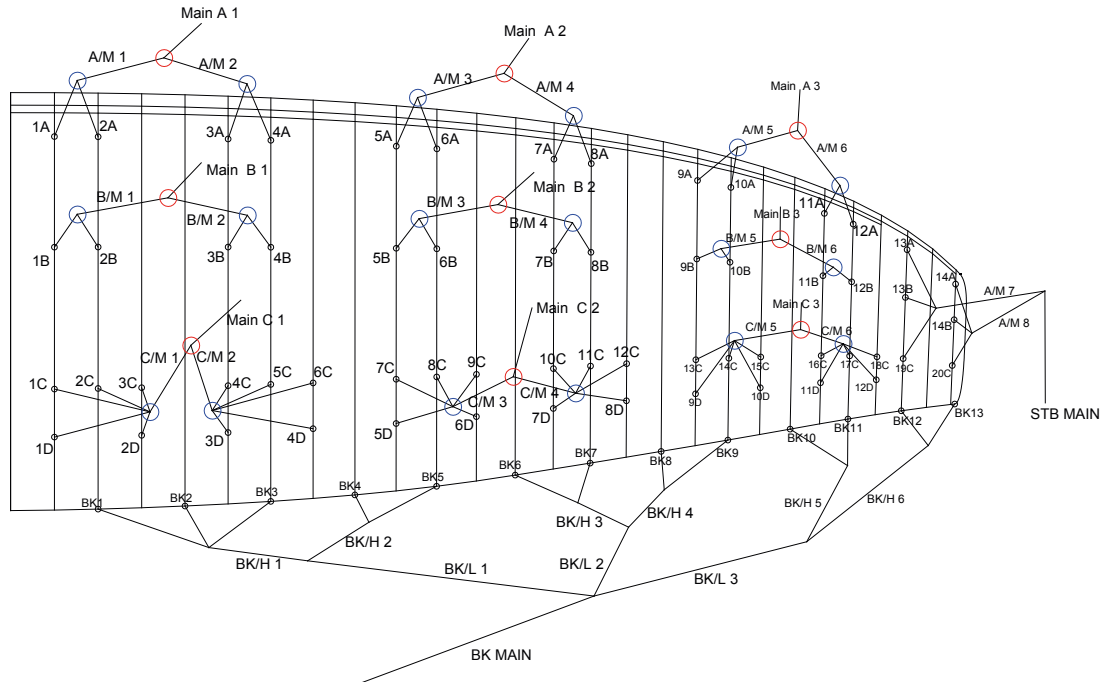 Main A 1
Main A 2
A/M 1
A/M 2
A/M 3
A/M 4
Main A 3
A/M 5
A/M 6
1A
2A
3A
4A
5A
6A
7A
8A
9A
10A
11A
12A
13A
14A
Main B 1
Main B 2
Main B 3
B/M 1
B/M 2
B/M 3
B/M 4
B/M 5
B/M 6
1B
2B
3B
4B
5B
6B
7B
8B
9B
10B
11B
12B
13B
14B
A/M 7
A/M 8
STB MAIN
Main C 1
Main C 2
Main C 3
C/M 1
C/M 2
C/M 3
C/M 4
C/M 5
C/M 6
1C
2C
3C
4C
5C
6C
7C
8C
9C
10C
11C
12C
13C
14C
15C
16C
17C
18C
19C
20C
1D
2D
3D
4D
5D
6D
7D
8D
9D
10D
11D
12D
BK1
BK2
BK3
BK4
BK5
BK6
BK7
BK8
BK9
BK10
BK11
BK12
BK13
BK/H 1
BK/H 2
BK/H 3
BK/H 4
BK/H 5
BK/H 6
BK/L 1
BK/L 2
BK/L 3
BK MAIN